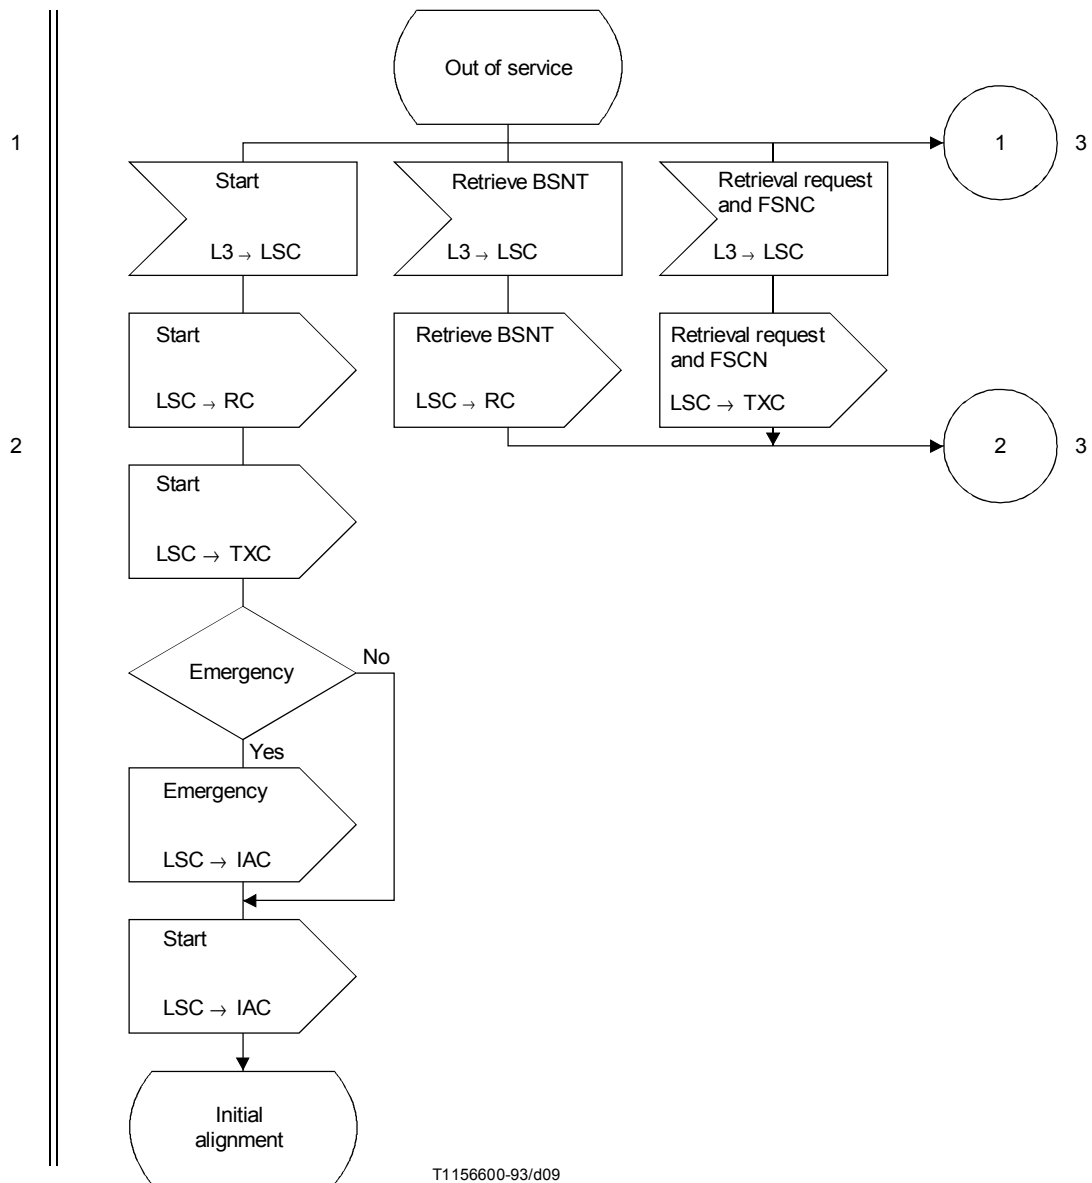 Out of service
1
1
3
Start
L3 → LSC
Retrieve BSNT
L3 → LSC
Retrieval request
and FSNC
L3 → LSC
Start
LSC → RC
Retrieve BSNT
LSC → RC
Retrieval request
and FSCN
LSC → TXC
2
2
3
Start
LSC → TXC
Emergency
No
Yes
Emergency
LSC → IAC
Start
LSC → IAC
Initial
alignment
T1156600-93/d09